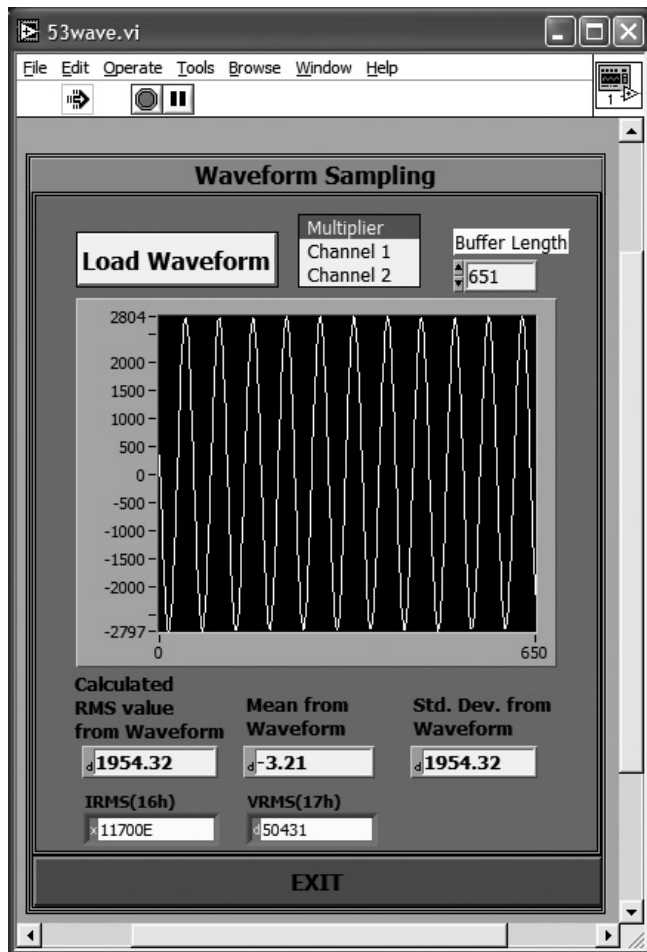 53wave.vi
File Edit Operate Tools Browse Window Help
1
Waveform Sampling
Load Waveform
Multiplier
Channel 1
Channel 2
Buffer Length
651
2804
2000
1500
1000
500
0
-500
-1000
-1500
-2000
-2797
0 650
Calculated
RMS value
from Waveform
Mean from
Waveform
Std. Dev. from
Waveform
d 1954.32
d -3.21
d 1954.32
IRMS(16h)
VRMS(17h)
x 11700E
d 50431
EXIT